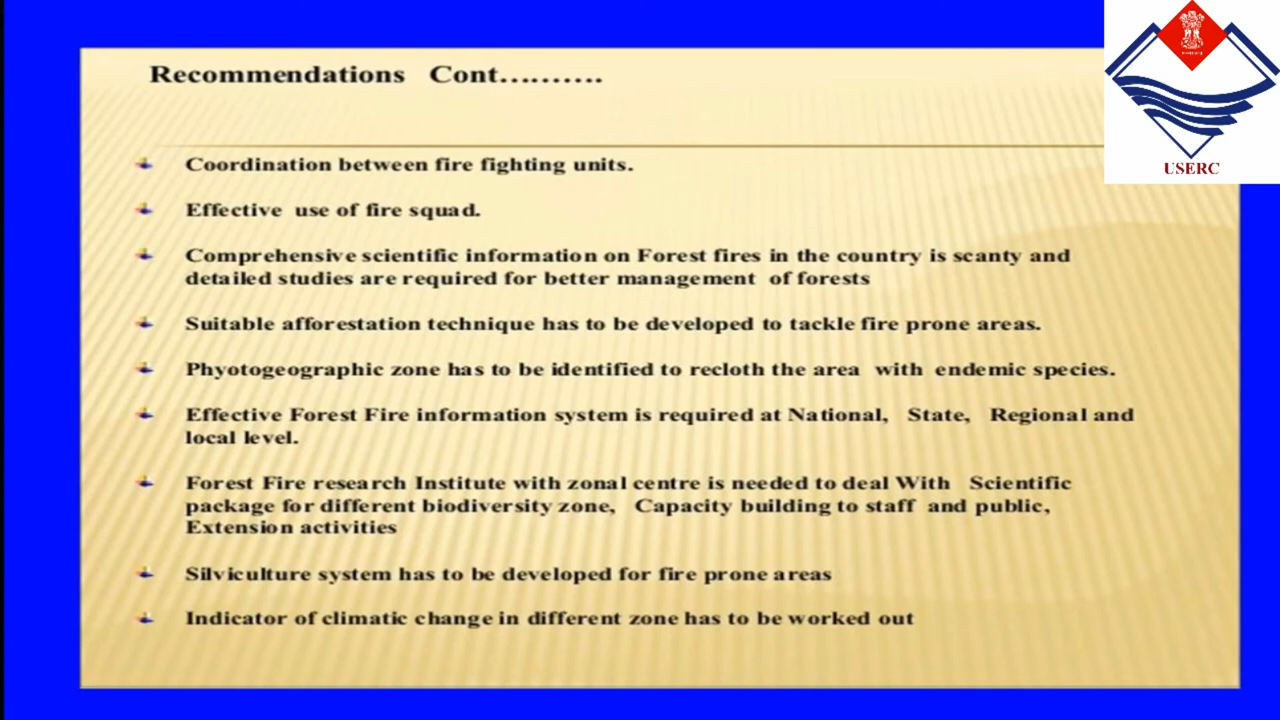 Recommendations Cont..........
USERC
Coordination between fire fighting units.
Effective use of fire squad.
Comprehensive scientific information on Forest fires in the country is scanty and
detailed studies are required for better management of forests
Suitable afforestation technique has to be developed to tackle fire prone areas.
Phyotogeographic zone has to be identified to recloth the area with endemic species.
Effective Forest Fire information system is required at National, State, Regional and
local level.
Forest Fire research Institute with zonal centre is needed to deal With Scientific
package for different biodiversity zone, Capacity building to staff and public,
Extension activities
Silviculture system has to be developed for fire prone areas
Indicator of climatic change in different zone has to be worked out